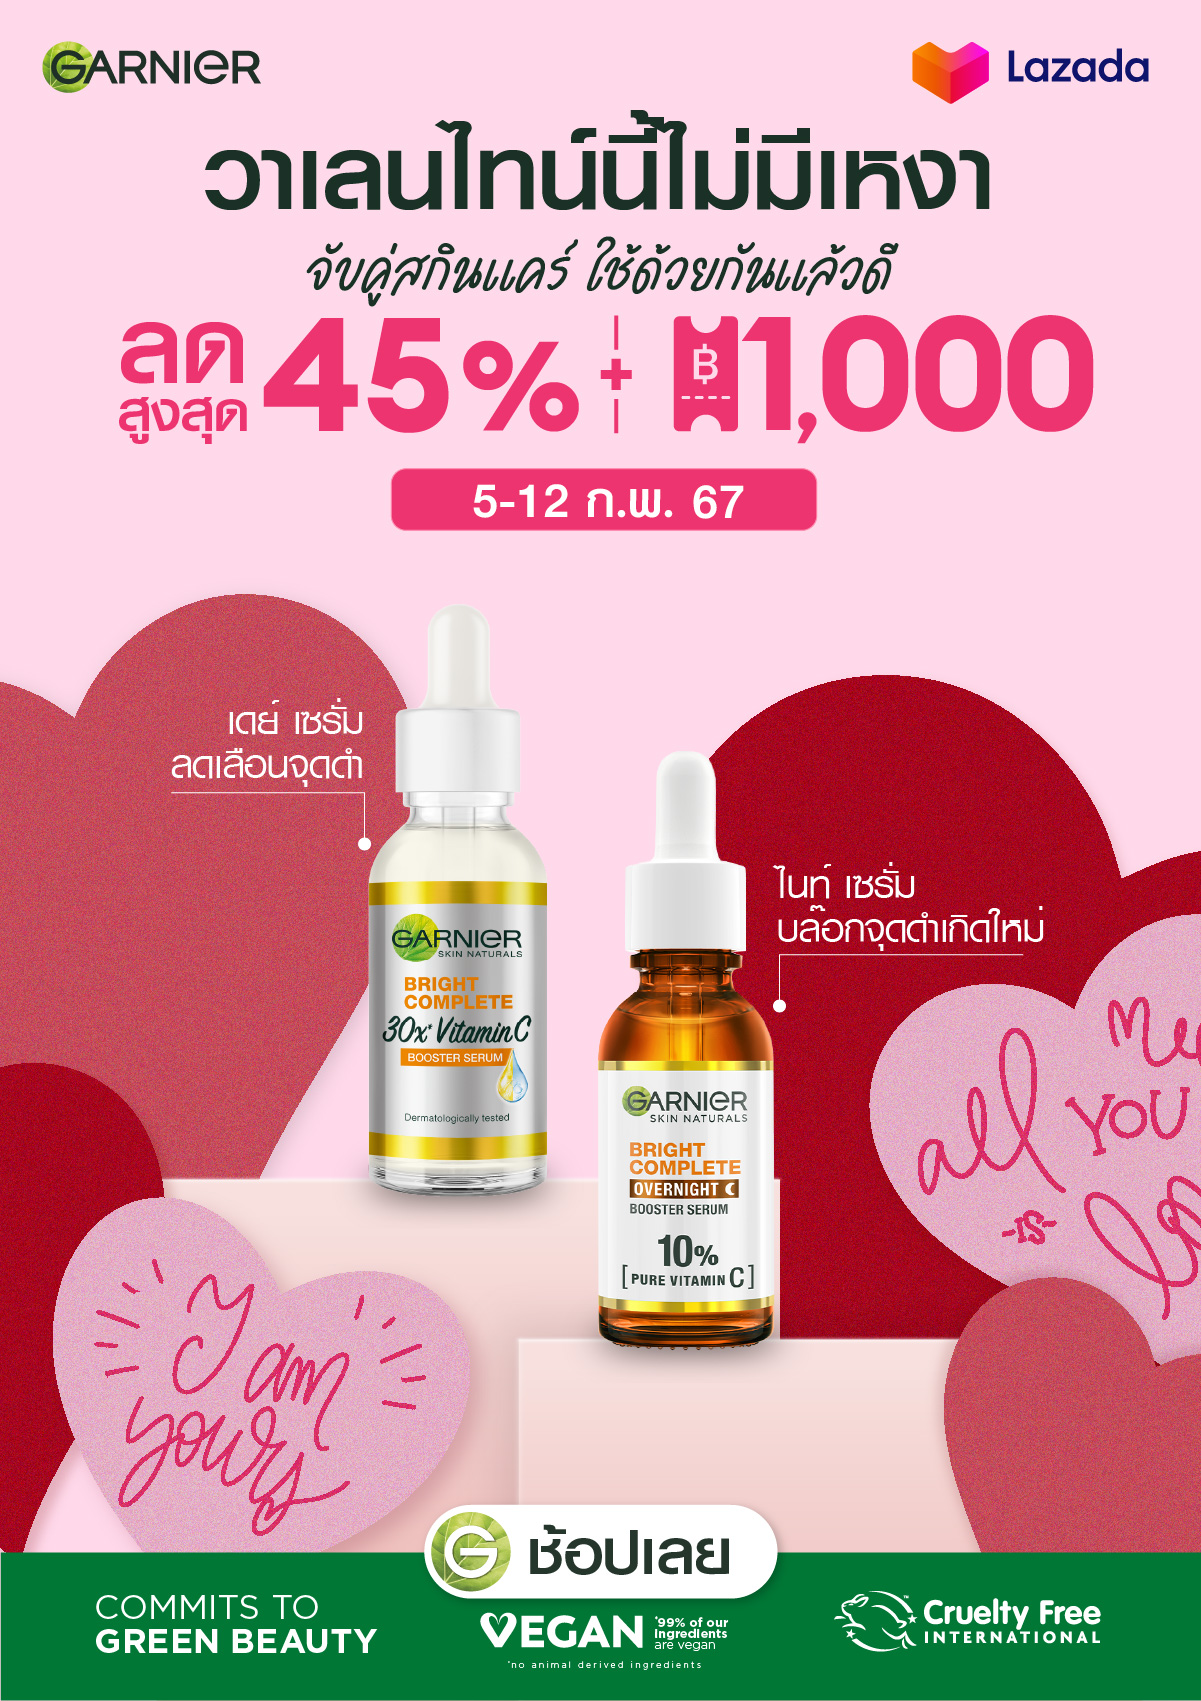 GARNIER
Lazada
วาเลนไทน์นี้ไม่มีเหงา
จับคู่สกินแคร์ ใช้ด้วยกันแล้วดี
ลดสูงสุด 45% + ฿1,000
5-12 ก.พ. 67
เดย์ เซรั่ม
ลดเลือนจุดดำ
GARNIER
SKIN NATURALS
BRIGHT
COMPLETE
30x* Vitamin C
BOOSTER SERUM
Dermatologically tested
ไนท์ เซรั่ม
บล๊อกจุดดำเกิดใหม่
GARNIER
SKIN NATURALS
BRIGHT
COMPLETE
OVERNIGHT
BOOSTER SERUM
10%
[PURE VITAMIN C]
all
YOU
-IS-
I am
yours
G ช้อปเลย
COMMITS TO
GREEN BEAUTY
VEGAN
*99% of our
Ingredients
are vegan
*no animal derived ingredients
Cruelty Free
INTERNATIONAL